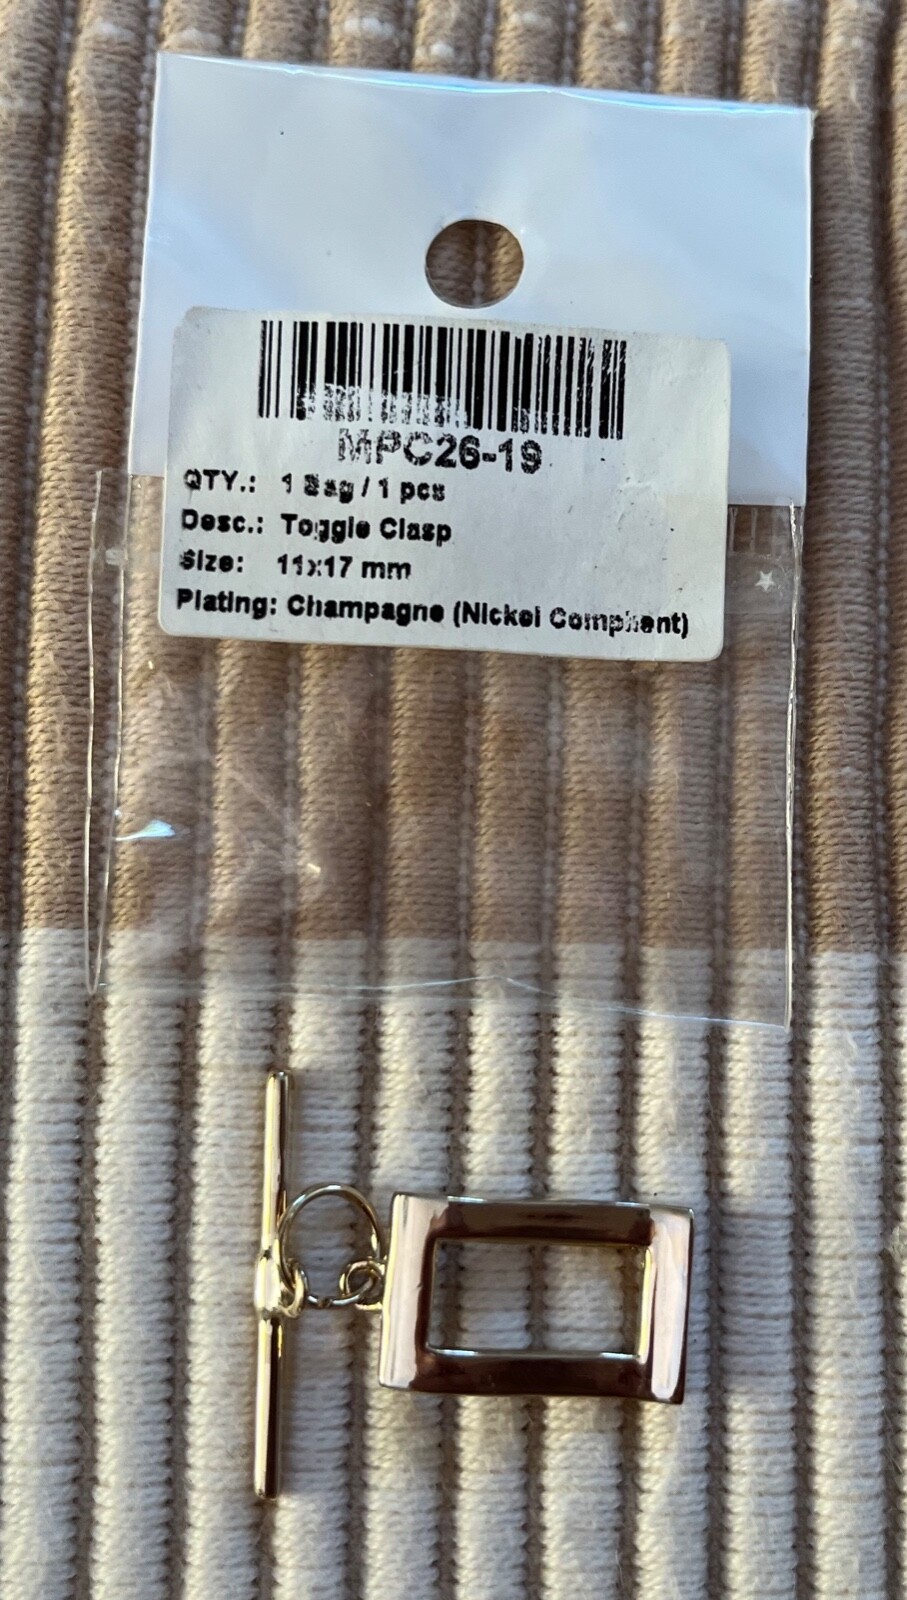 MPC26-19
QTY.: 1 Bag / 1 pcs
Desc.: Toggle Clasp
Size: 11x17 mm
Plating: Champagne (Nickel Compliant)